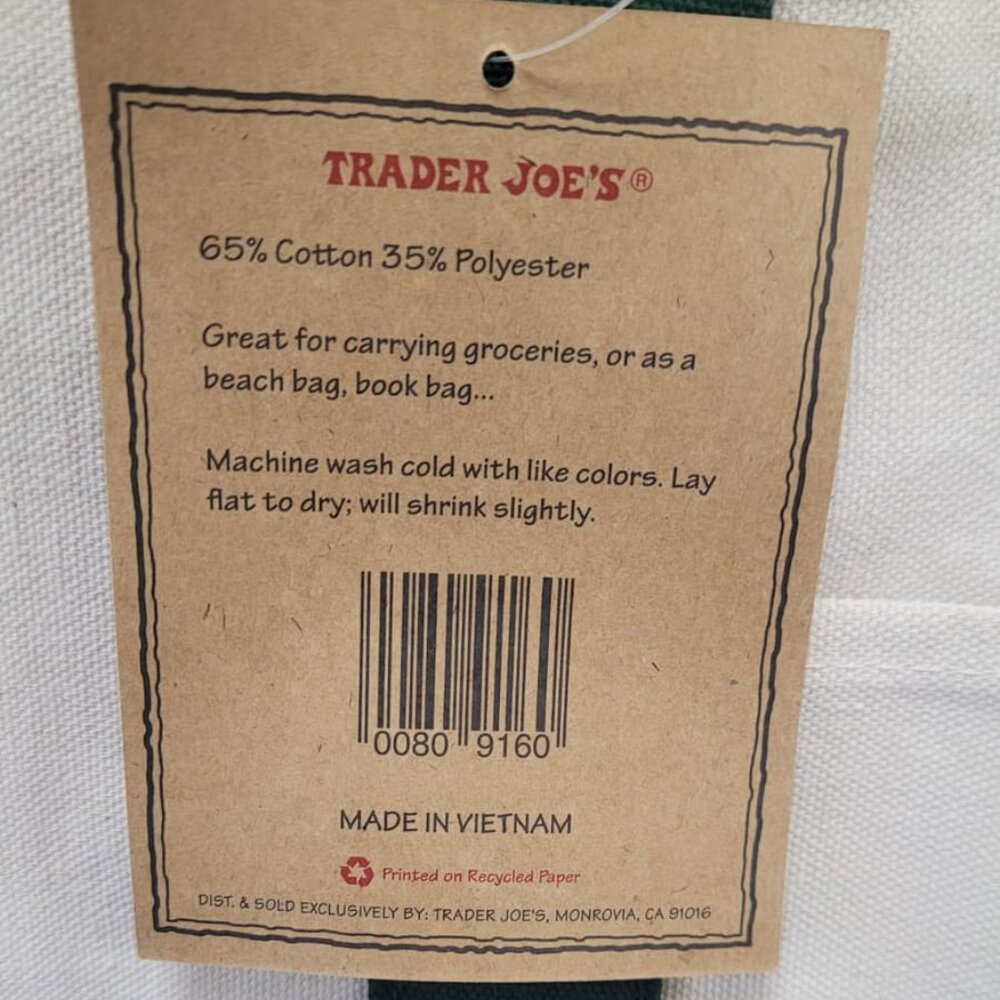 TRADER JOE'S®
65% Cotton 35% Polyester
Great for carrying groceries, or as a
beach bag, book bag...
Machine wash cold with like colors. Lay
flat to dry; will shrink slightly.
0080 9160
MADE IN VIETNAM
Printed on Recycled Paper
DIST. & SOLD EXCLUSIVELY BY: TRADER JOE'S, MONROVIA, CA 91016